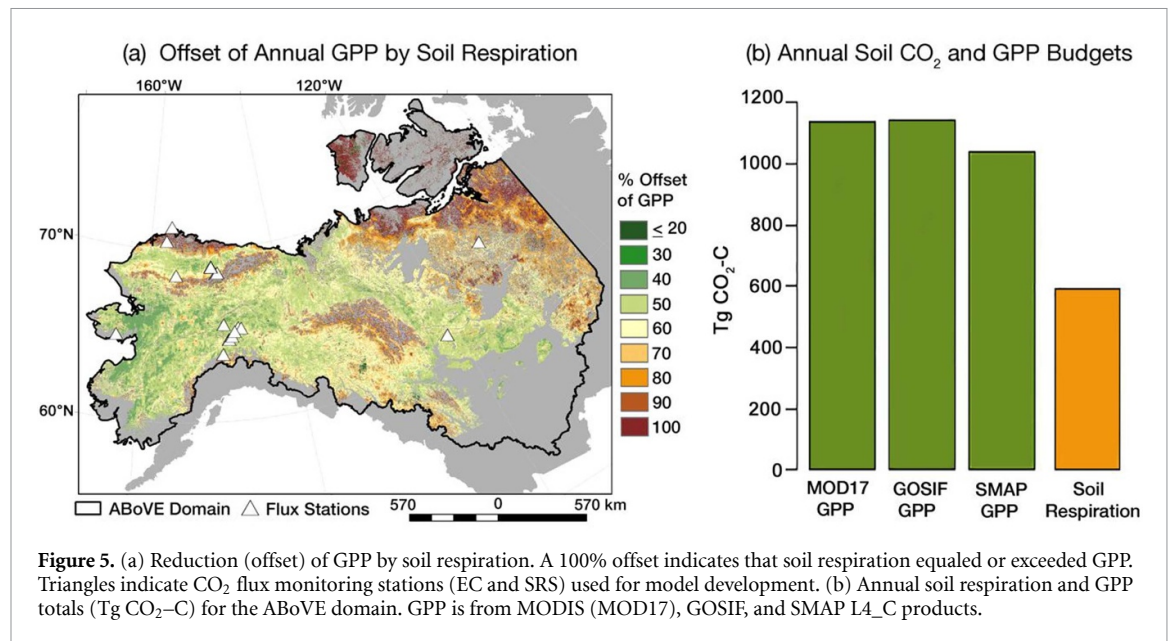 (a) Offset of Annual GPP by Soil Respiration
160°W 120°W
70°N
60°N
% Offset
of GPP
≤ 20
30
40
50
60
70
80
90
100
ABoVE Domain Flux Stations 570 0 570 km
(b) Annual Soil CO₂ and GPP Budgets
Tg CO₂-C
1200
1000
800
600
400
200
0
MOD17 GOSIF SMAP Soil
GPP GPP GPP Respiration
Figure 5. (a) Reduction (offset) of GPP by soil respiration. A 100% offset indicates that soil respiration equaled or exceeded GPP.
Triangles indicate CO₂ flux monitoring stations (EC and SRS) used for model development. (b) Annual soil respiration and GPP
totals (Tg CO₂–C) for the ABoVE domain. GPP is from MODIS (MOD17), GOSIF, and SMAP L4_C products.